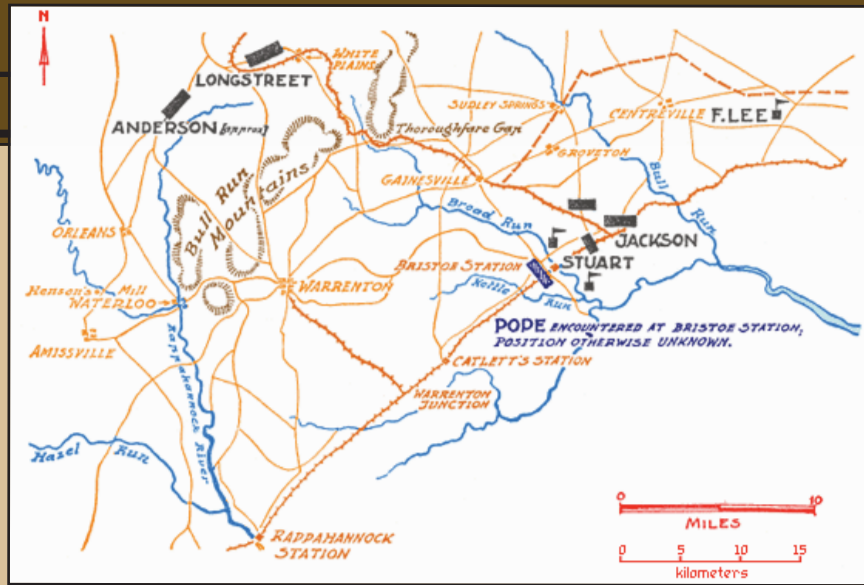 N
WHITE
PLAINS
LONGSTREET
ANDERSON [approx]
SUDLEY SPRINGS
CENTREVILLE
F. LEE
Thoroughfare Gap
GROVETON
GAINESVILLE
Bull Run
Bull Run
Mountains
Broad Run
JACKSON
ORLEANS
STUART
BRISTOE STATION
WARRENTON
Henson's Mill
WATERLOO
Kettle Run
POPE ENCOUNTERED AT BRISTOE STATION;
POSITION OTHERWISE UNKNOWN.
AMISSVILLE
CATLETT'S STATION
Rappahannock River
WARRENTON
JUNCTION
Hazel Run
RAPPAHANNOCK
STATION
0 10
MILES
0 5 10 15
kilometers